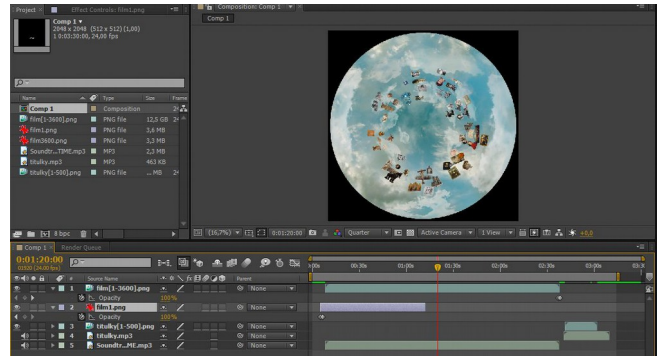 Project
Effect Controls: film1.png
Composition: Comp 1
Comp 1
Comp 1
2048 x 2048 (512 x 512) (1,00)
1 0:03:30:00, 24,00 fps
Name Type Size Frame
Comp 1 Composition 24
film[1-3600].png PNG file 12,5 GB 24
film1.png PNG file 3,6 MB
film3600.png PNG file 3,3 MB
Soundtr...TIME.mp3 MP3 2,3 MB
titulky.mp3 MP3 463 KB
titulky[1-500].png PNG file ... MB 24
8 bpc
(16,7%) 0:01:20:00 Quarter Active Camera 1 View +0,0
Comp 1 Render Queue
0:01:20:00
# Source Name Parent
00s 00:30s 01:00s 01:30s 02:00s 02:30s 03:00s 03:3
1 film[1-3600].png None
Opacity 100%
2 film1.png None
Opacity 100%
3 titulky[1-500].png None
4 titulky.mp3 None
5 Soundtr...ME.mp3 None